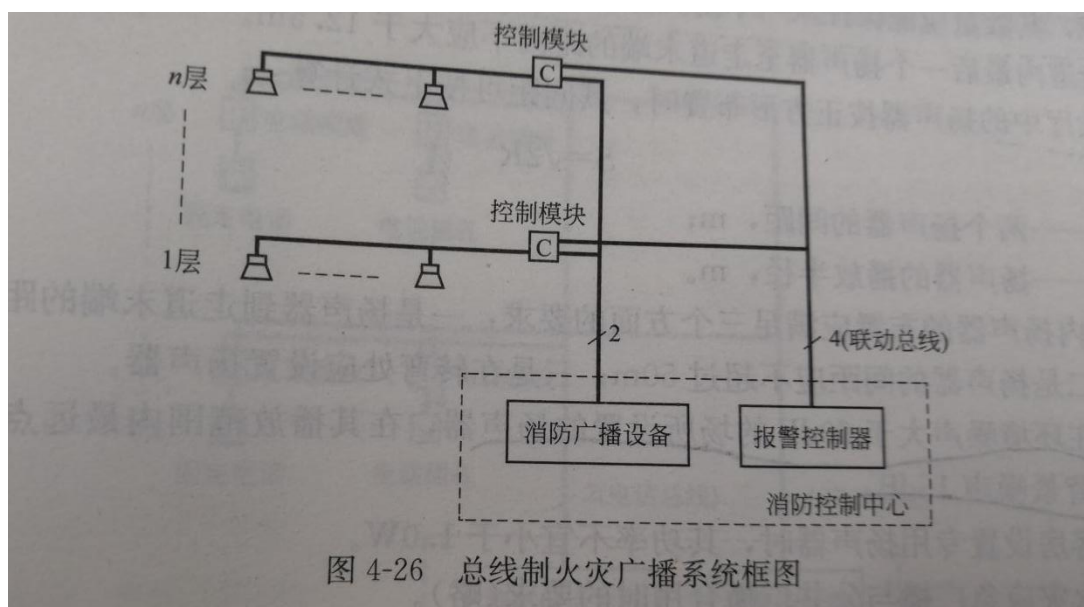 控制模块
C
n层
控制模块
C
1层
2
4(联动总线)
消防广播设备
报警控制器
消防控制中心
图 4-26 总线制火灾广播系统框图